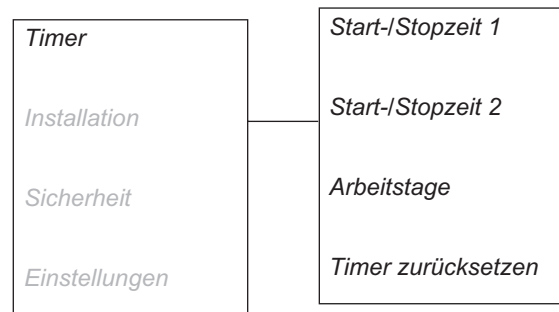 Timer
Installation
Sicherheit
Einstellungen
Start-/Stopzeit 1
Start-/Stopzeit 2
Arbeitstage
Timer zurücksetzen